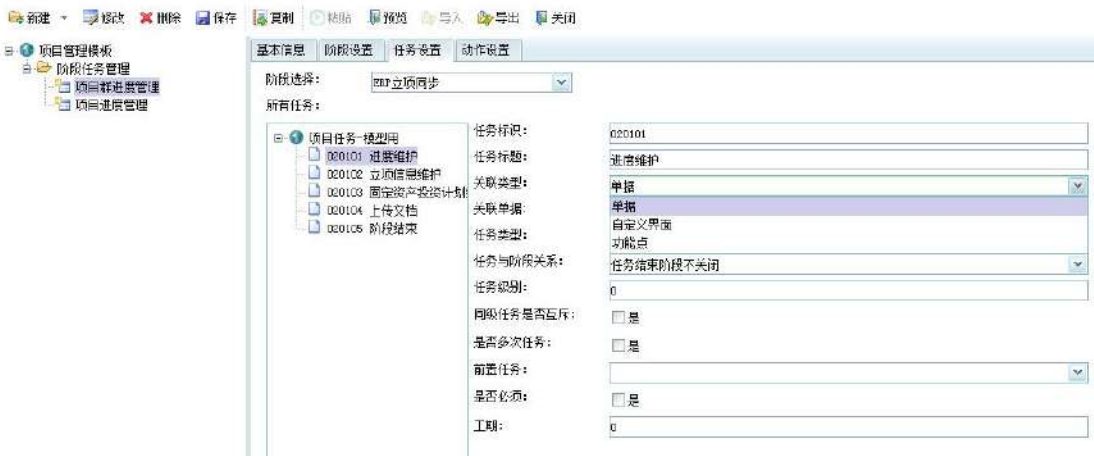 新建 修改 删除 保存 复制 粘贴 预览 导入 导出 关闭
项目管理模板
阶段任务管理
项目群进度管理
项目进度管理
基本信息 阶段设置 任务设置 动作设置
阶段选择: ERP立项同步
所有任务:
项目任务-模型用
020101 进度维护
020102 立项信息维护
020103 固定资产投资计划
020104 上传文档
020105 阶段结束
任务标识: 020101
任务标题: 进度维护
关联类型: 单据
关联单据: 单据
自定义界面
任务类型: 功能点
任务与阶段关系: 任务结束阶段不关闭
任务级别: 0
同级任务是否互斥: 是
是否多次任务: 是
前置任务:
是否必须: 是
工期: 0